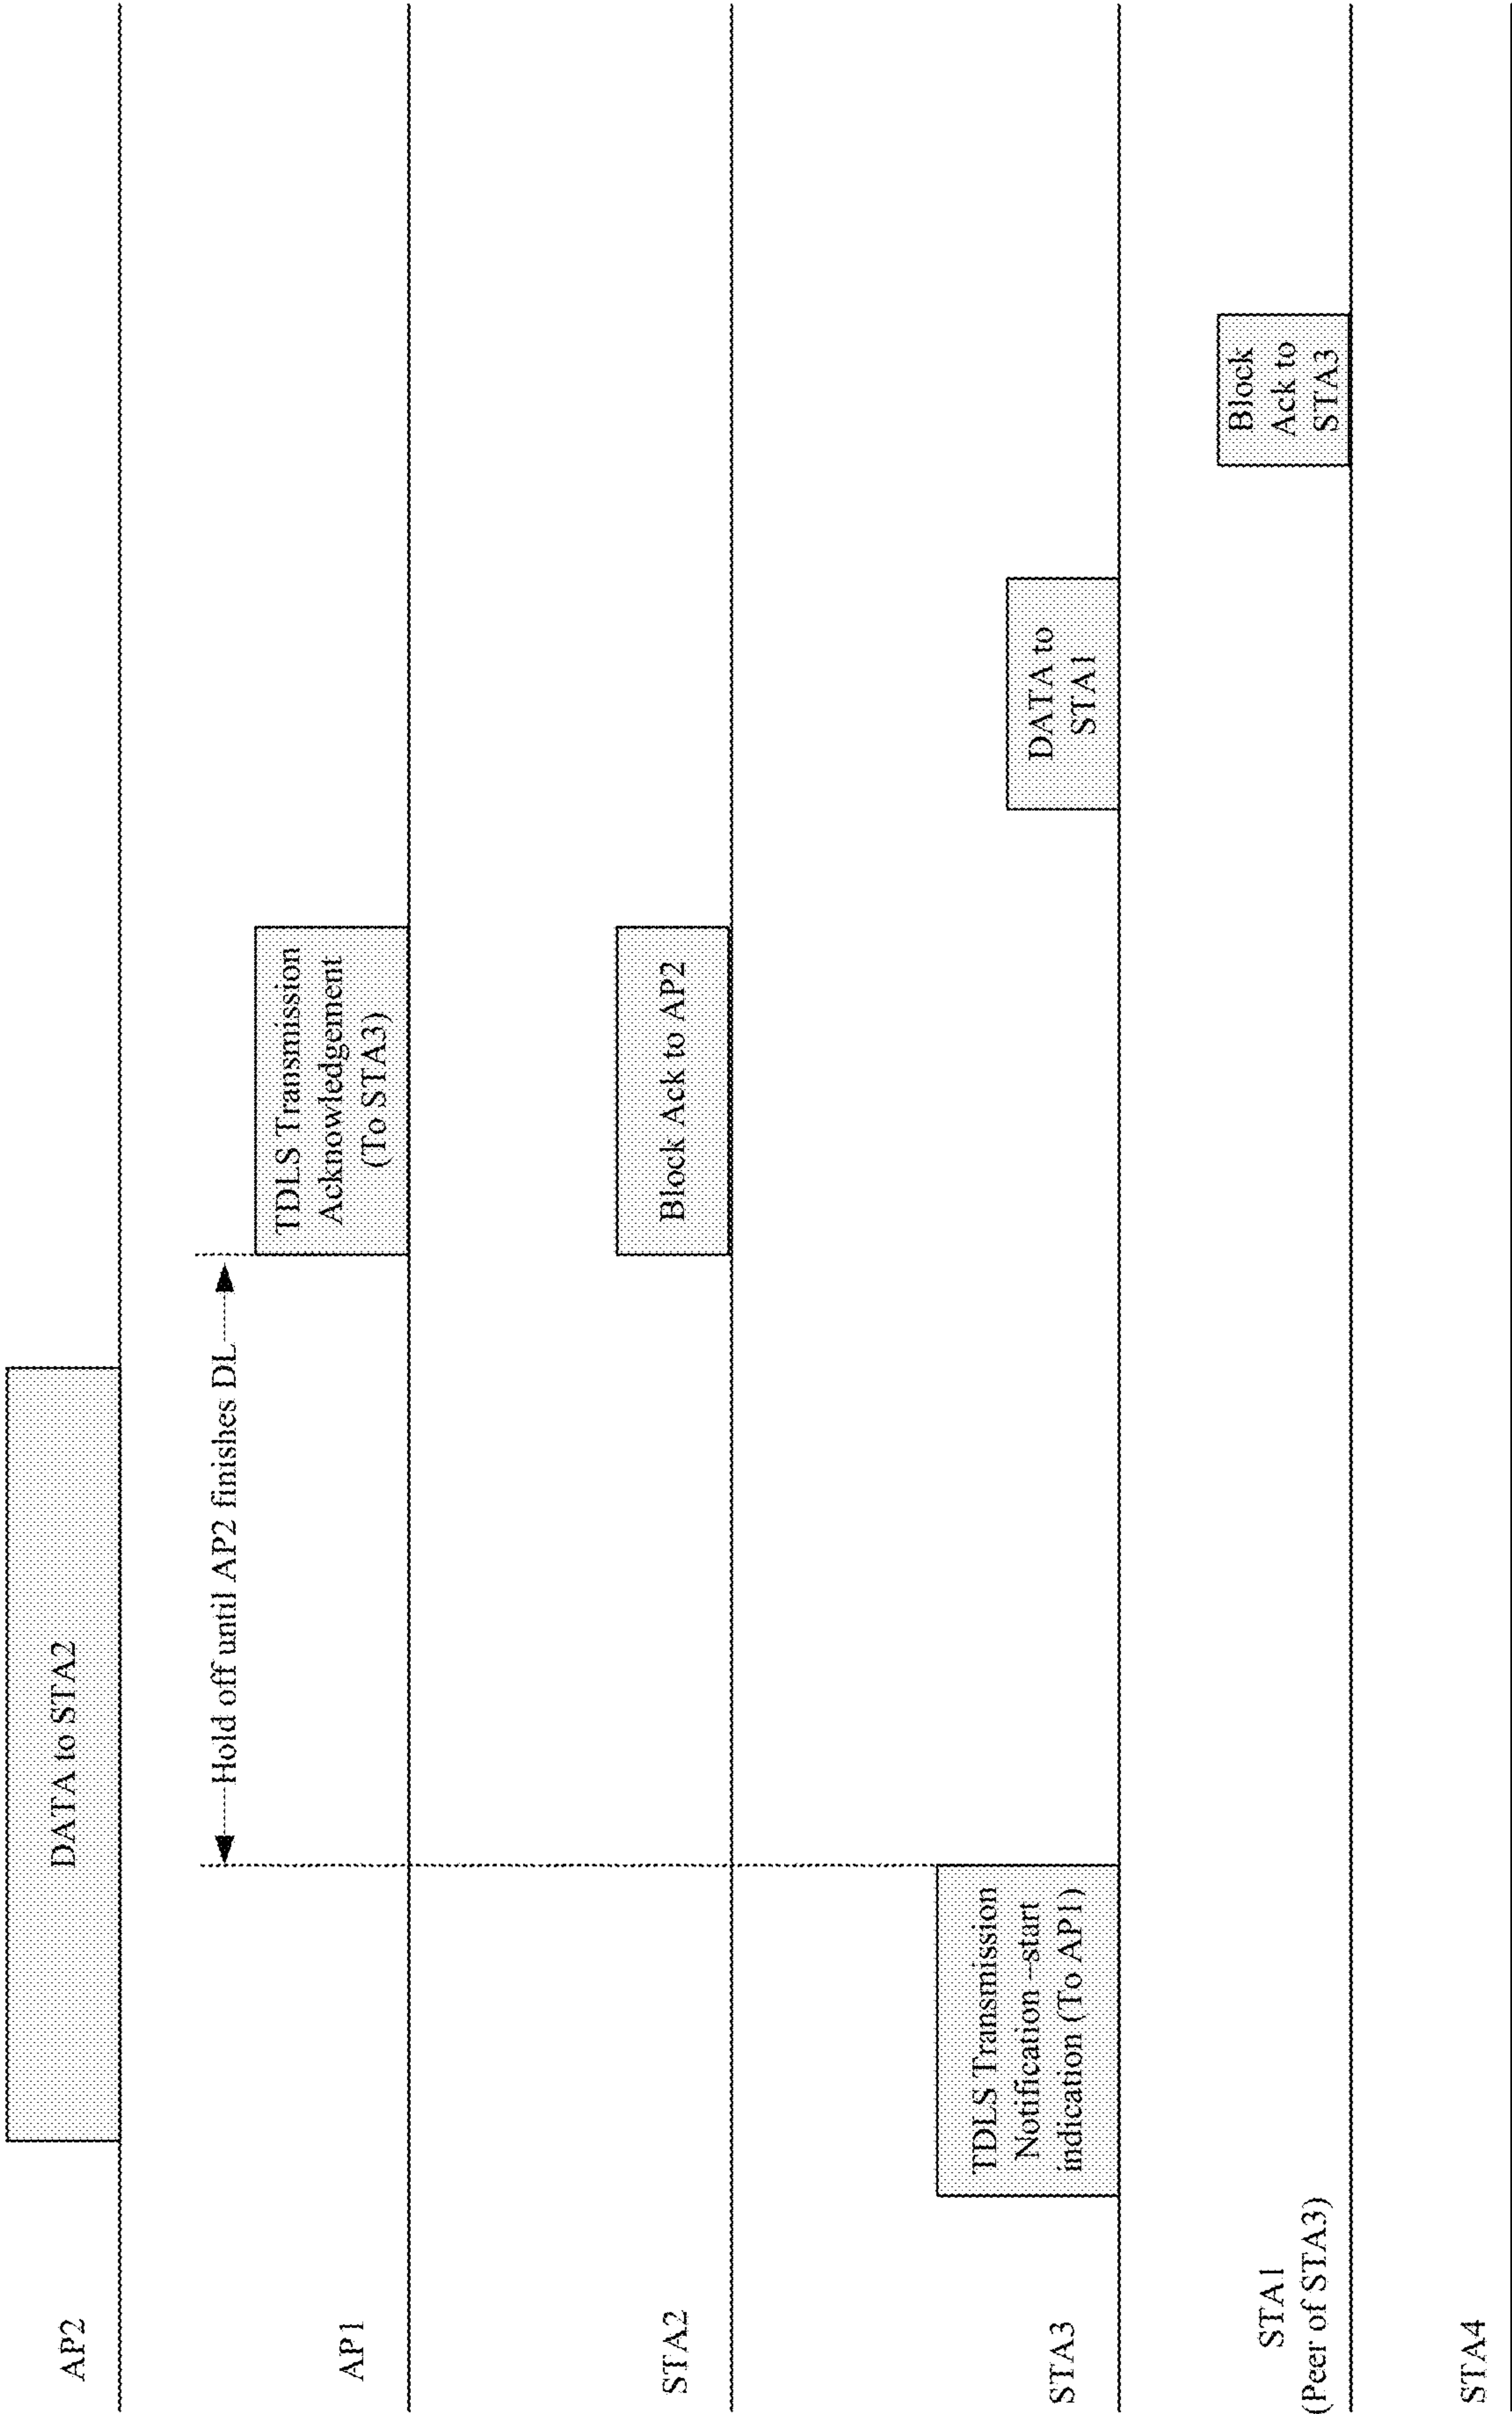 AP2
DATA to STA2
Hold off until AP2 finishes DL
AP1
TDLS Transmission
Acknowledgement
(To STA3)
STA2
Block Ack to AP2
STA3
TDLS Transmission
Notification –start
indication (To AP1)
DATA to
STA1
STA1
(Peer of STA3)
Block
Ack to
STA3
STA4